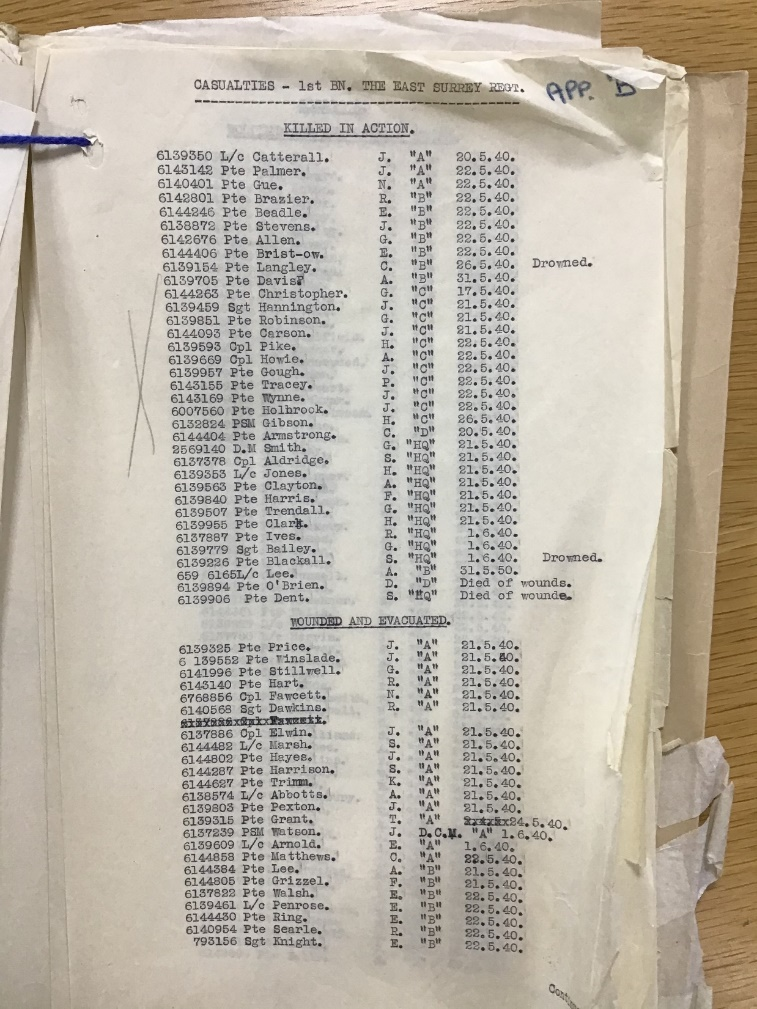 CASUALTIES - 1st BN. THE EAST SURREY REGT. APP. 'B'
KILLED IN ACTION.
6139350 L/c Catterall. J. "A" 20.5.40.
6143142 Pte Palmer. J. "A" 22.5.40.
6140401 Pte Gue. N. "A" 22.5.40.
6142801 Pte Brazier. R. "B" 22.5.40.
6144246 Pte Beadle. E. "B" 22.5.40.
6138872 Pte Stevens. J. "B" 22.5.40.
6142676 Pte Allen. G. "B" 22.5.40.
6144406 Pte Brist-ow. E. "B" 22.5.40.
6139154 Pte Langley. C. "B" 26.5.40. Drowned.
6139705 Pte Davis? A. "B" 31.5.40.
6144263 Pte Christopher. G. "C" 17.5.40.
6139459 Sgt Hannington. J. "C" 21.5.40.
6139851 Pte Robinson. G. "C" 21.5.40.
6144093 Pte Carson. J. "C" 21.5.40.
6139593 Cpl Pike. H. "C" 22.5.40.
6139669 Cpl Howie. A. "C" 22.5.40.
6139957 Pte Gough. J. "C" 22.5.40.
6143155 Pte Tracey. P. "C" 22.5.40.
6143169 Pte Wynne. J. "C" 22.5.40.
6007560 Pte Holbrook. J. "C" 22.5.40.
6132824 PSM Gibson. H. "C" 26.5.40.
6144404 Pte Armstrong. C. "D" 20.5.40.
2569140 D.M Smith. G. "HQ" 21.5.40.
6137378 Cpl Aldridge. S. "HQ" 21.5.40.
6139353 L/c Jones. H. "HQ" 21.5.40.
6139563 Pte Clayton. A. "HQ" 21.5.40.
6139840 Pte Harris. F. "HQ" 21.5.40.
6139507 Pte Trendall. G. "HQ" 21.5.40.
6139955 Pte Clark. H. "HQ" 21.5.40.
6137887 Pte Ives. R. "HQ" 1.6.40.
6139779 Sgt Bailey. G. "HQ" 1.6.40.
6139226 Pte Blackall. S. "HQ" 1.6.40. Drowned.
659 6165L/c Lee. A. "B" 31.5.50.
6139894 Pte O'Brien. D. "D" Died of wounds.
6139906 Pte Dent. S. "HQ" Died of wounds.
WOUNDED AND EVACUATED.
6139325 Pte Price. J. "A" 21.5.40.
6 139552 Pte Winslade. J. "A" 21.5.40.
6141996 Pte Stillwell. G. "A" 21.5.40.
6143140 Pte Hart. R. "A" 21.5.40.
6768856 Cpl Fawcett. N. "A" 21.5.40.
6140568 Sgt Dawkins. R. "A" 21.5.40.
6137886 Cpl Elwin. J. "A" 21.5.40.
6144482 L/c Marsh. S. "A" 21.5.40.
6144802 Pte Hayes. J. "A" 21.5.40.
6144287 Pte Harrison. S. "A" 21.5.40.
6144627 Pte Trimm. K. "A" 21.5.40.
6138574 L/c Abbotts. A. "A" 21.5.40.
6139803 Pte Pexton. J. "A" 21.5.40.
6139315 Pte Grant. T. "A" 24.5.40.
6137239 PSM Watson. J. D.C.M. "A" 1.6.40.
6139609 L/c Arnold. E. "A" 1.6.40.
6144858 Pte Matthews. C. "A" 22.5.40.
6144384 Pte Lee. A. "B" 21.5.40.
6144805 Pte Grizzel. F. "B" 21.5.40.
6137822 Pte Walsh. E. "B" 22.5.40.
6139461 L/c Penrose. E. "B" 22.5.40.
6144430 Pte Ring. E. "B" 22.5.40.
6140954 Pte Searle. R. "B" 22.5.40.
793156 Sgt Knight. E. "B" 22.5.40.